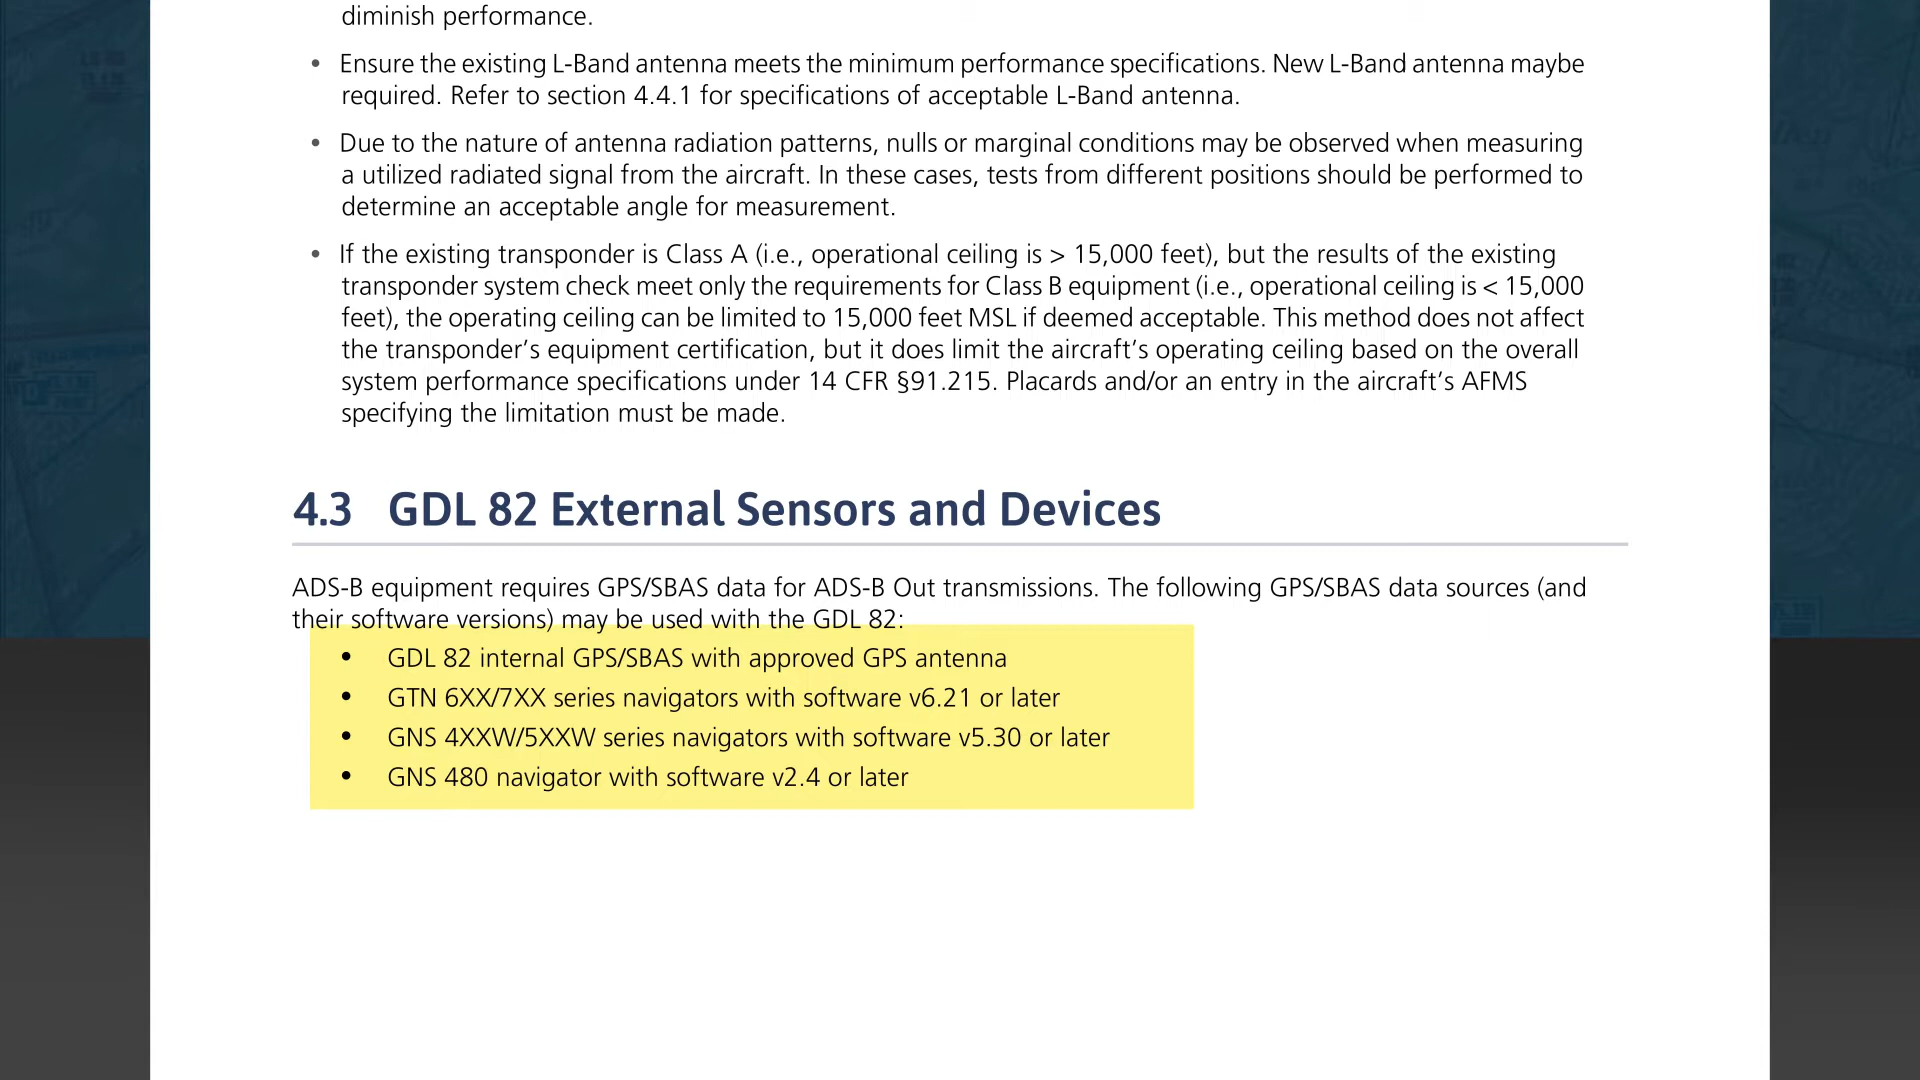 diminish performance.
• Ensure the existing L-Band antenna meets the minimum performance specifications. New L-Band antenna maybe
required. Refer to section 4.4.1 for specifications of acceptable L-Band antenna.
• Due to the nature of antenna radiation patterns, nulls or marginal conditions may be observed when measuring
a utilized radiated signal from the aircraft. In these cases, tests from different positions should be performed to
determine an acceptable angle for measurement.
• If the existing transponder is Class A (i.e., operational ceiling is > 15,000 feet), but the results of the existing
transponder system check meet only the requirements for Class B equipment (i.e., operational ceiling is < 15,000
feet), the operating ceiling can be limited to 15,000 feet MSL if deemed acceptable. This method does not affect
the transponder’s equipment certification, but it does limit the aircraft’s operating ceiling based on the overall
system performance specifications under 14 CFR §91.215. Placards and/or an entry in the aircraft’s AFMS
specifying the limitation must be made.
4.3 GDL 82 External Sensors and Devices
ADS-B equipment requires GPS/SBAS data for ADS-B Out transmissions. The following GPS/SBAS data sources (and
their software versions) may be used with the GDL 82:
• GDL 82 internal GPS/SBAS with approved GPS antenna
• GTN 6XX/7XX series navigators with software v6.21 or later
• GNS 4XXW/5XXW series navigators with software v5.30 or later
• GNS 480 navigator with software v2.4 or later